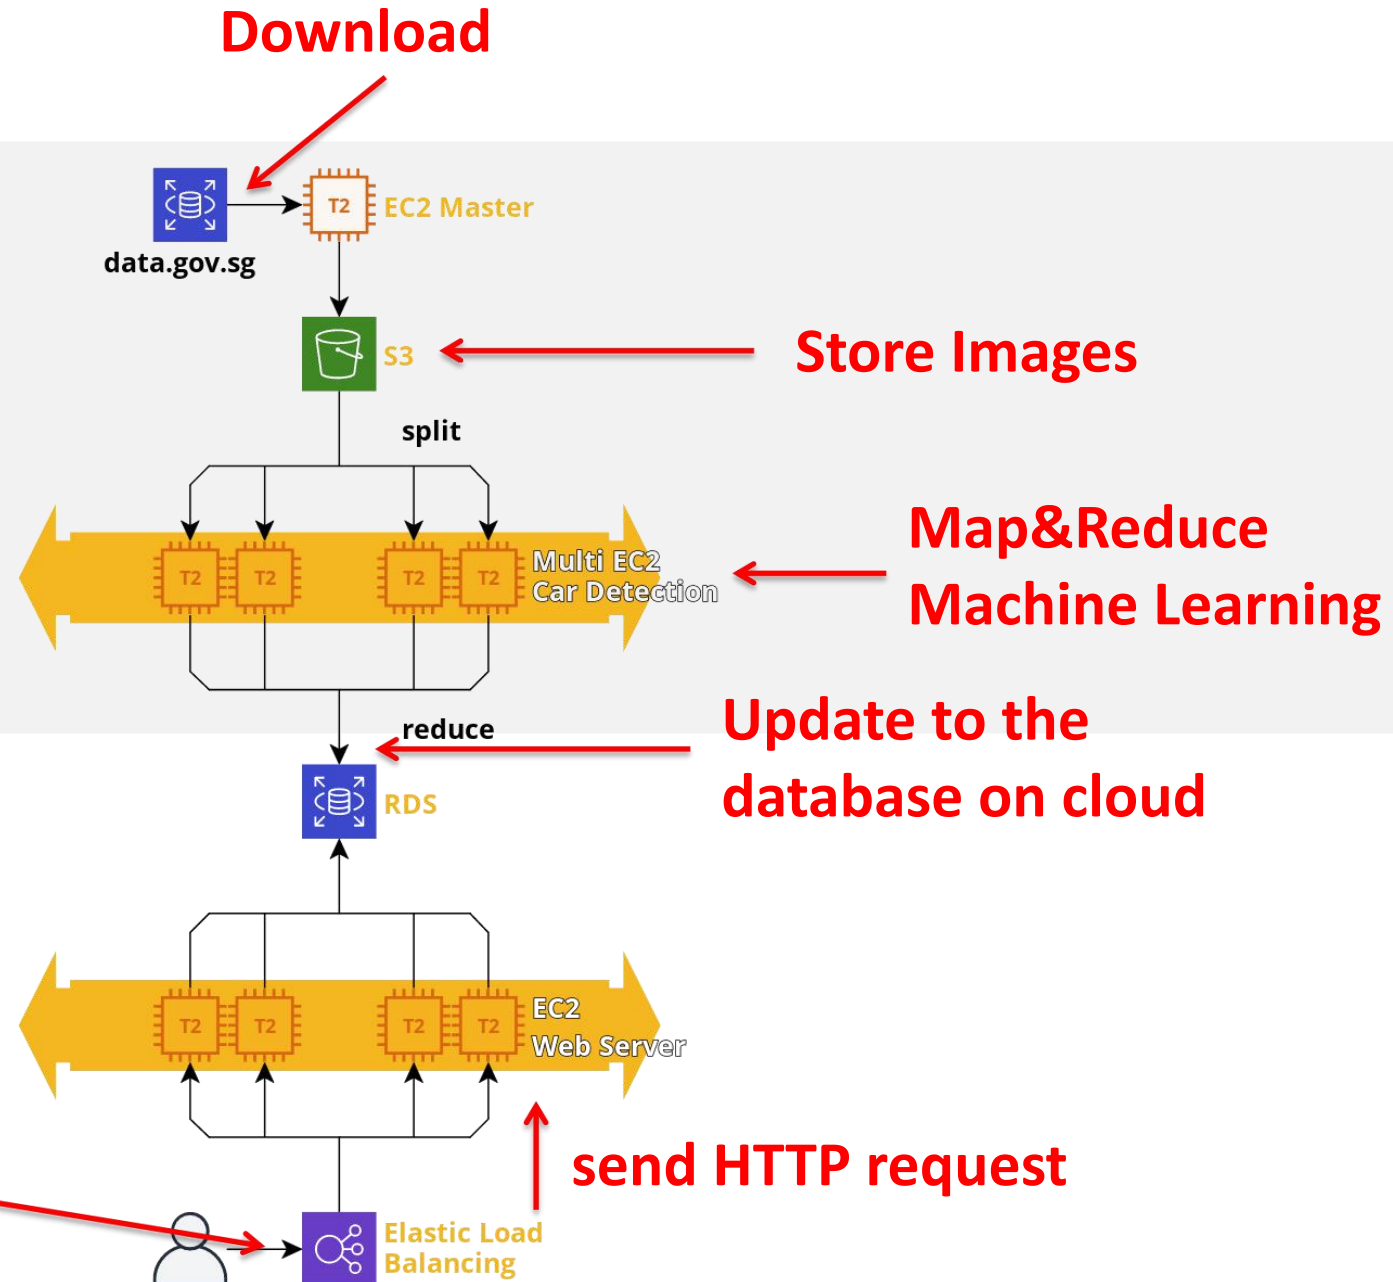 Download
T2
EC2 Master
data.gov.sg
S3
Store Images
split
Map&Reduce
Machine Learning
T2
T2
T2
T2
Multi EC2
Car Detection
reduce
Update to the
database on cloud
RDS
T2
T2
T2
T2
EC2
Web Server
send HTTP request
Elastic Load
Balancing